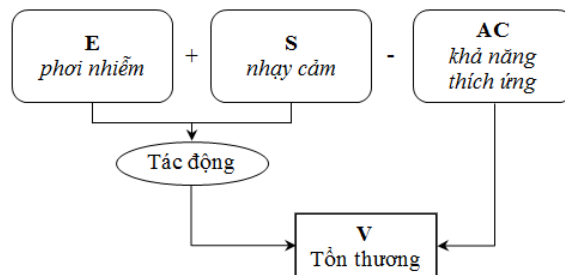 E
phơi nhiễm
+
S
nhạy cảm
-
AC
khả năng
thích ứng
Tác động
V
Tổn thương